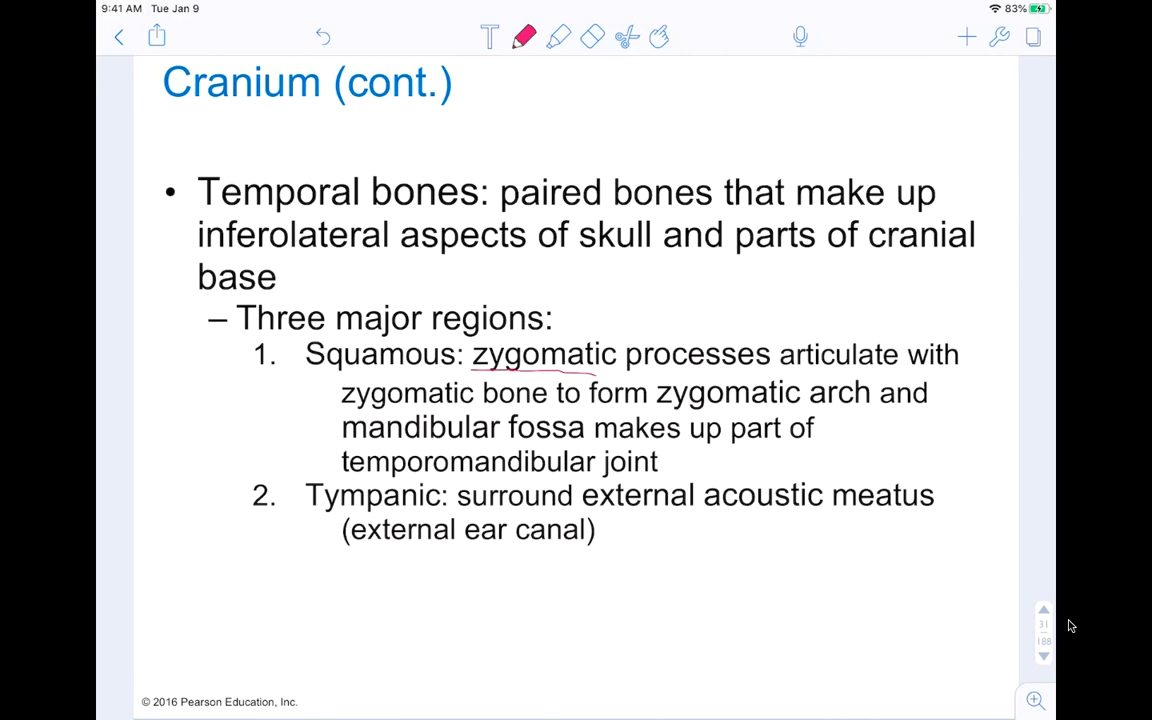 9:41 AM Tue Jan 9 83%
T
Cranium (cont.)
• Temporal bones: paired bones that make up
inferolateral aspects of skull and parts of cranial
base
– Three major regions:
1. Squamous: zygomatic processes articulate with
zygomatic bone to form zygomatic arch and
mandibular fossa makes up part of
temporomandibular joint
2. Tympanic: surround external acoustic meatus
(external ear canal)
31
188
© 2016 Pearson Education, Inc.